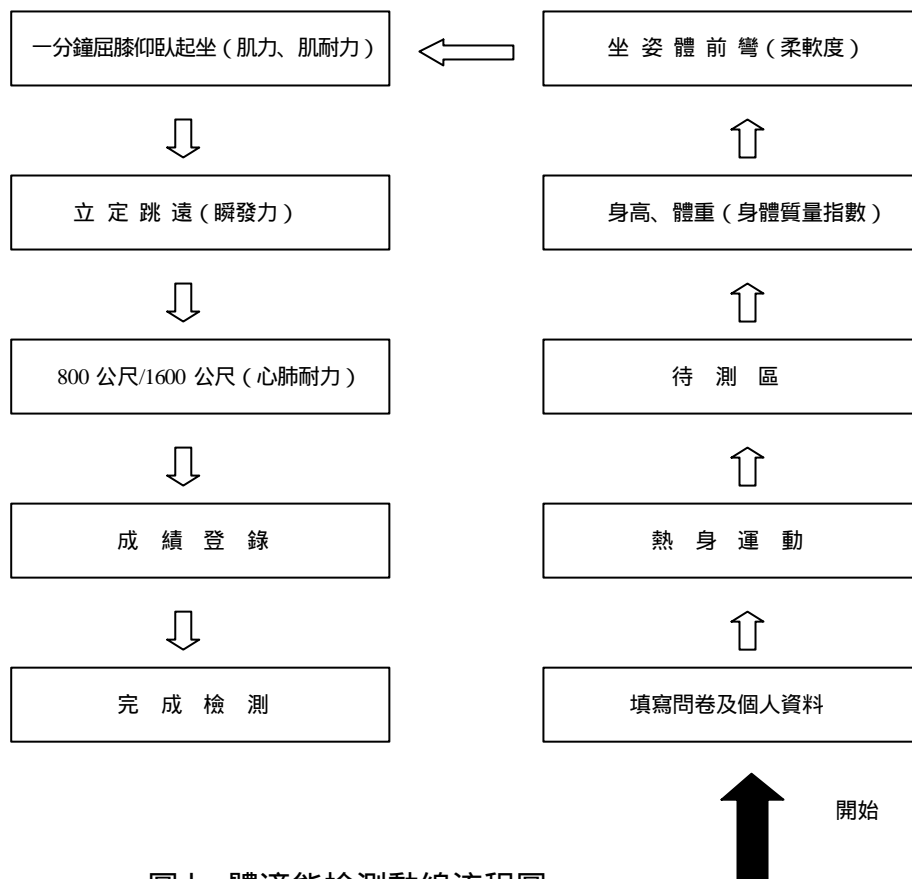 一分鐘屈膝仰臥起坐（肌力、肌耐力）
坐姿體前彎（柔軟度）
立定跳遠（瞬發力）
身高、體重（身體質量指數）
800 公尺/1600 公尺（心肺耐力）
待測區
成績登錄
熱身運動
完成檢測
填寫問卷及個人資料
開始
體適能檢測動線流程圖